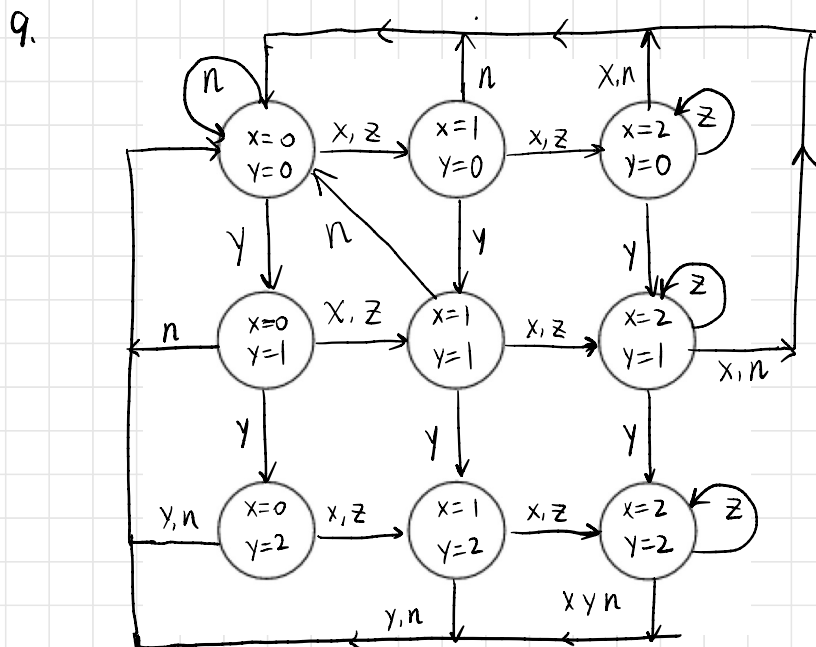 9.
n
n
X,n
z
x=0
y=0
X, Z
x=1
y=0
x,z
x=2
y=0
y
n
y
y
z
x=0
y=1
X, Z
x=1
y=1
x,z
x=2
y=1
n
x,n
y
y
y
x=0
y=2
x,z
x=1
y=2
x,z
x=2
y=2
z
y,n
y,n
x y n